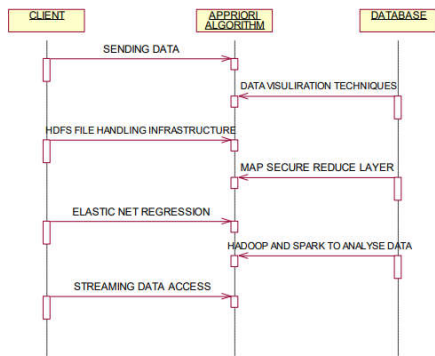 CLIENT
APPRIORI
ALGORITHM
DATABASE
SENDING DATA
DATA VISULIRATION TECHNIQUES
HDFS FILE HANDLING INFRASTRUCTURE
MAP SECURE REDUCE LAYER
ELASTIC NET REGRESSION
HADOOP AND SPARK TO ANALYSE DATA
STREAMING DATA ACCESS